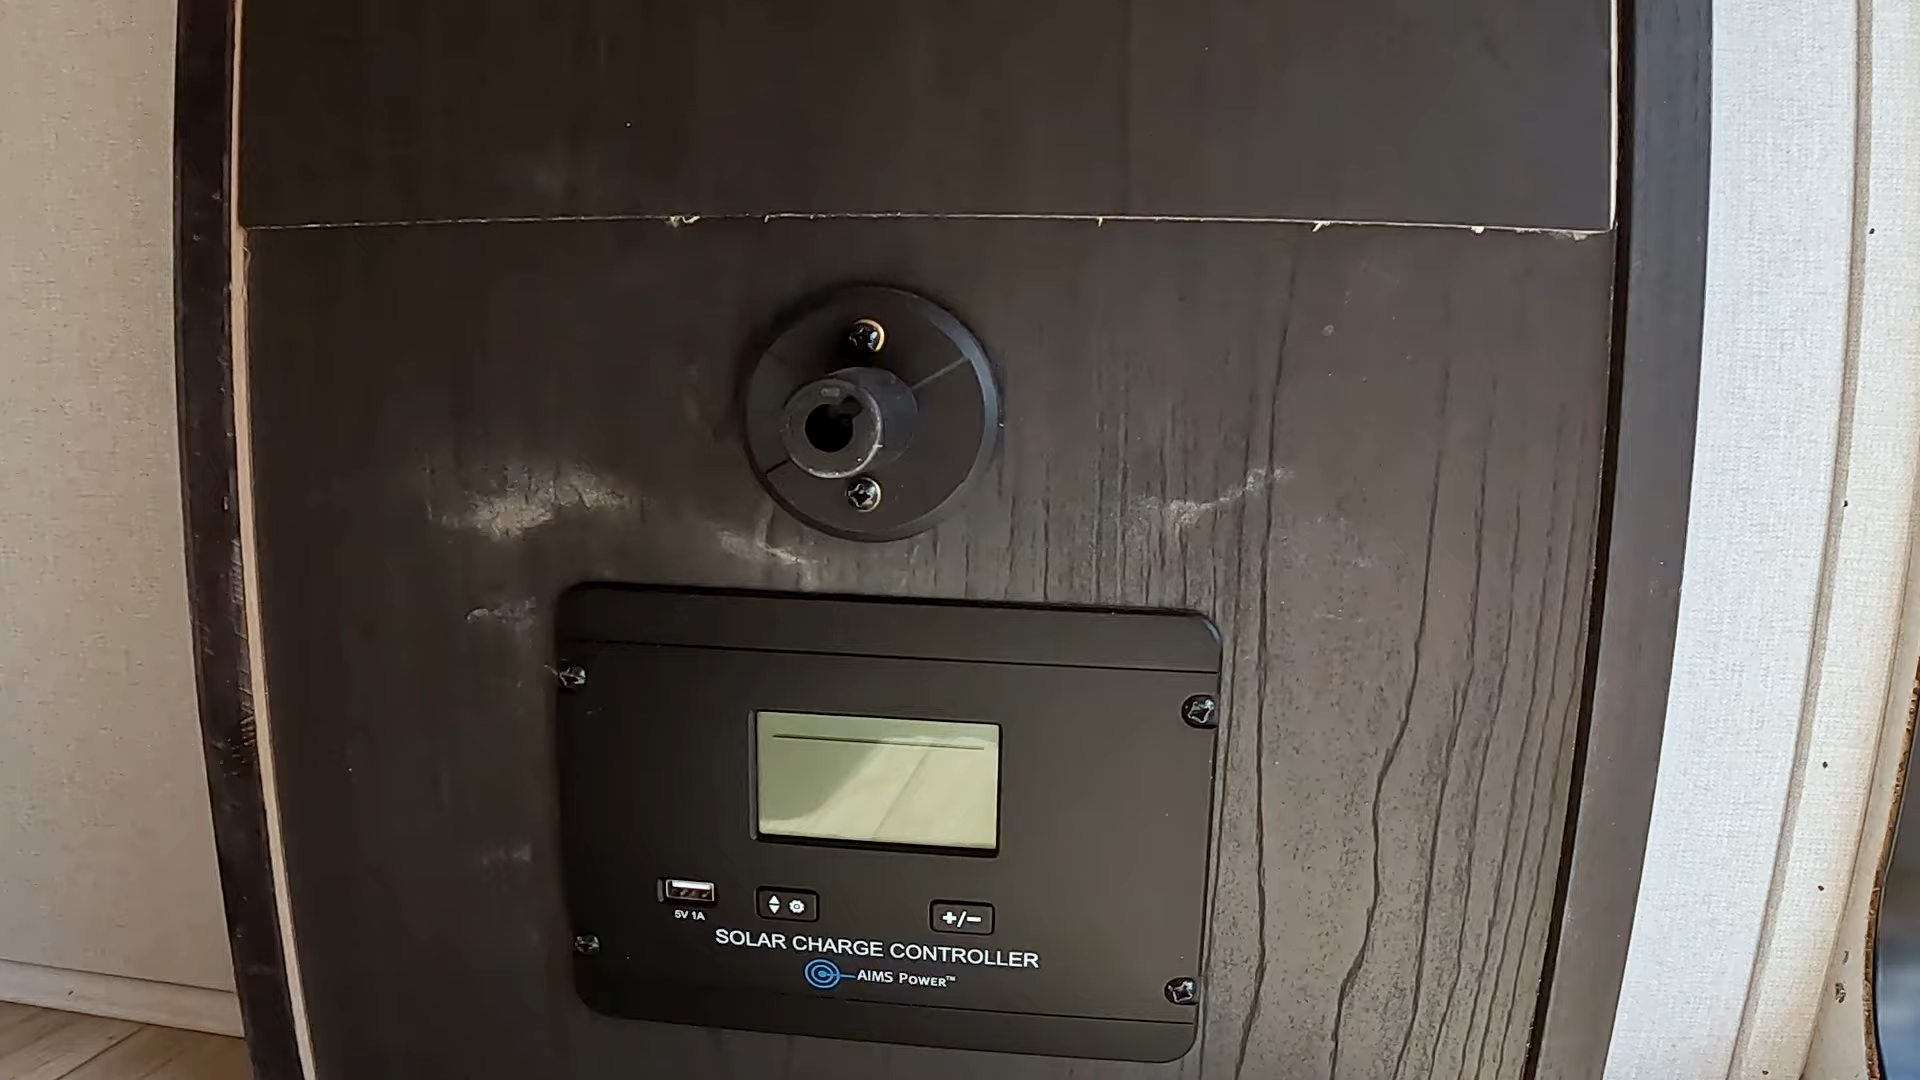 5V 1A
+/−
SOLAR CHARGE CONTROLLER
AIMS POWER™